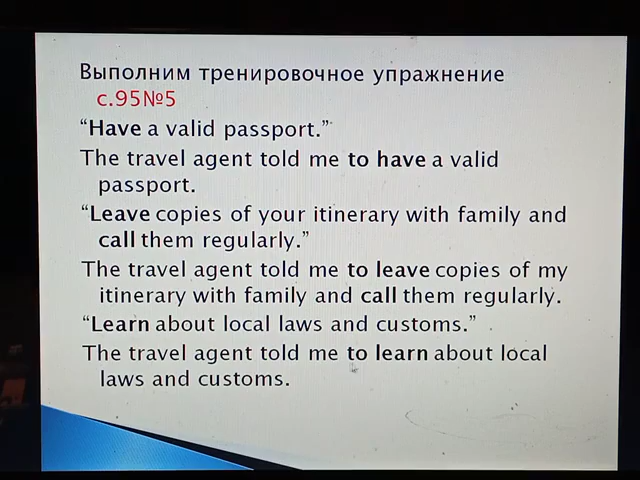 Выполним тренировочное упражнение
с.95№5
“Have a valid passport.”
The travel agent told me to have a valid
passport.
“Leave copies of your itinerary with family and
call them regularly.”
The travel agent told me to leave copies of my
itinerary with family and call them regularly.
“Learn about local laws and customs.”
The travel agent told me to learn about local
laws and customs.